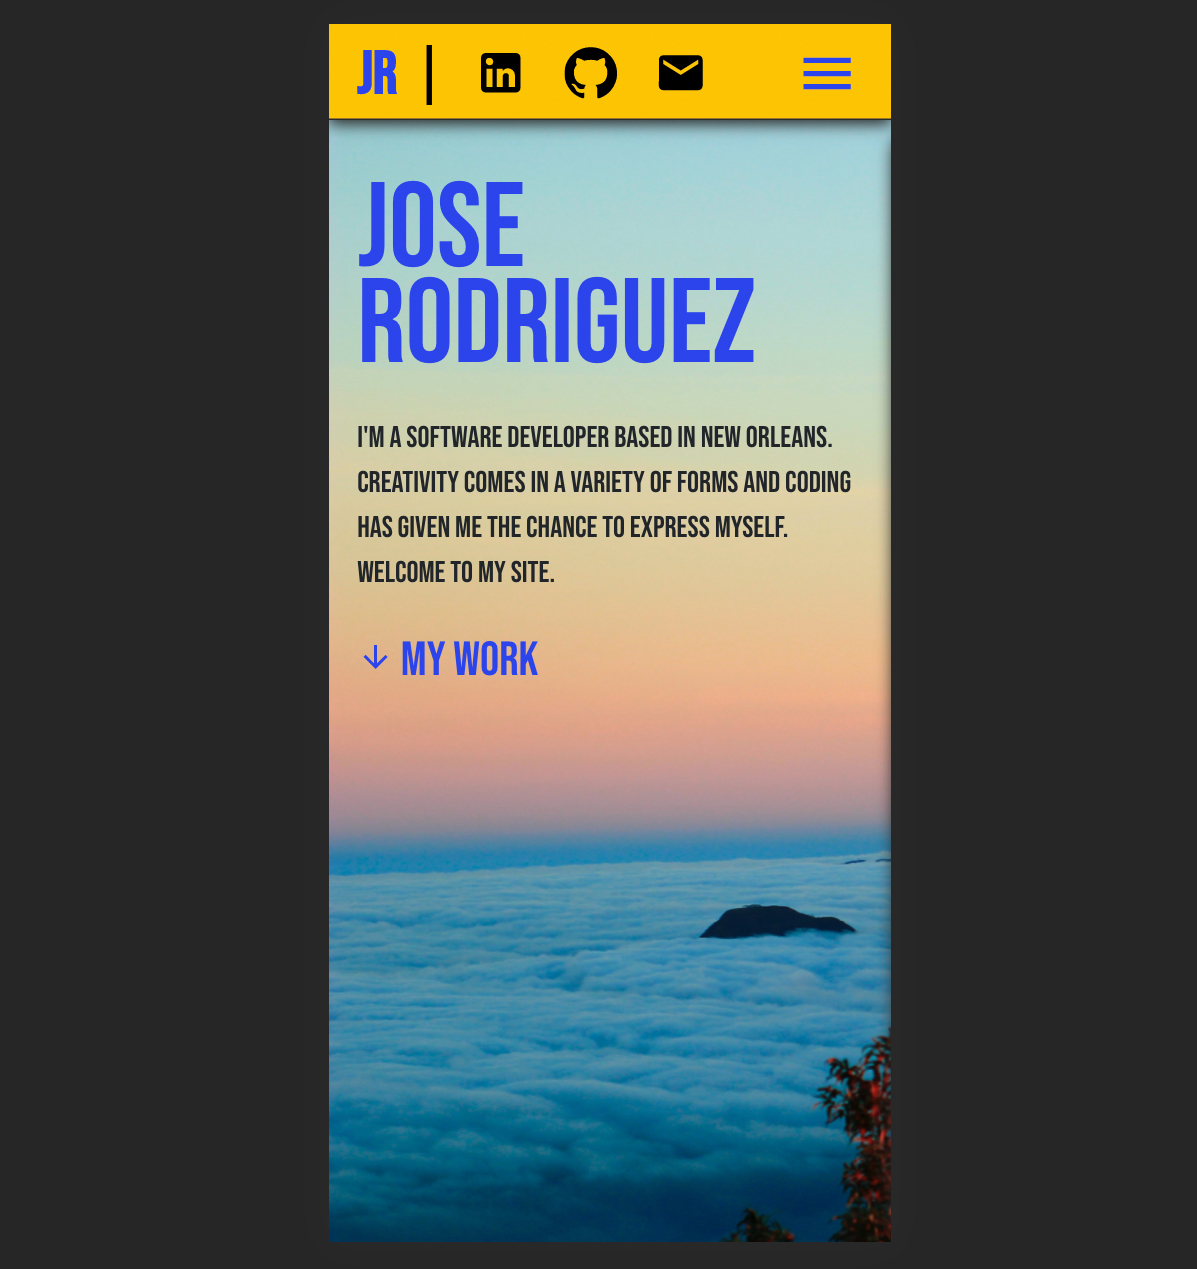 JR
JOSE
RODRIGUEZ
I'M A SOFTWARE DEVELOPER BASED IN NEW ORLEANS.
CREATIVITY COMES IN A VARIETY OF FORMS AND CODING
HAS GIVEN ME THE CHANCE TO EXPRESS MYSELF.
WELCOME TO MY SITE.
MY WORK